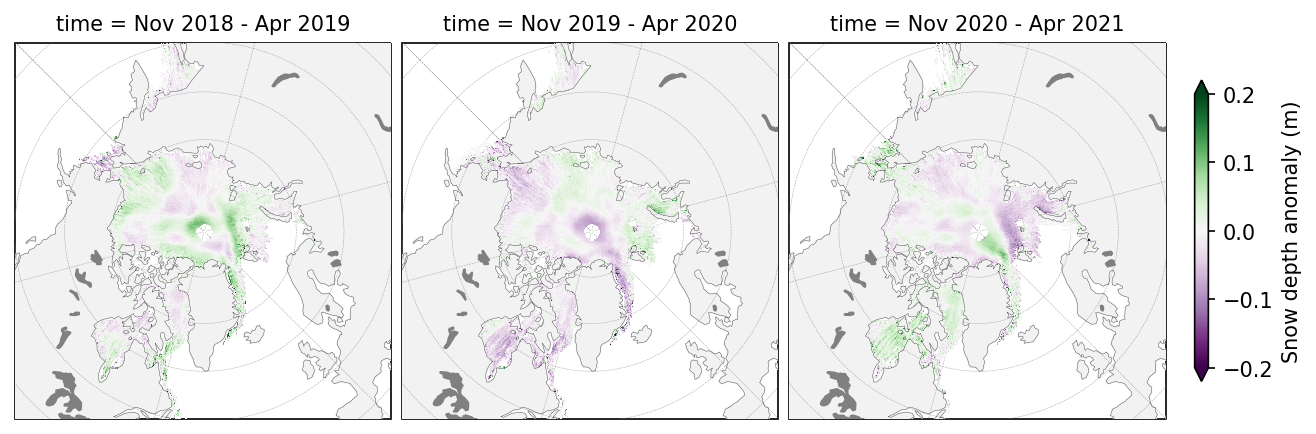 time = Nov 2018 - Apr 2019
time = Nov 2019 - Apr 2020
time = Nov 2020 - Apr 2021
0.2
0.1
0.0
−0.1
−0.2
Snow depth anomaly (m)